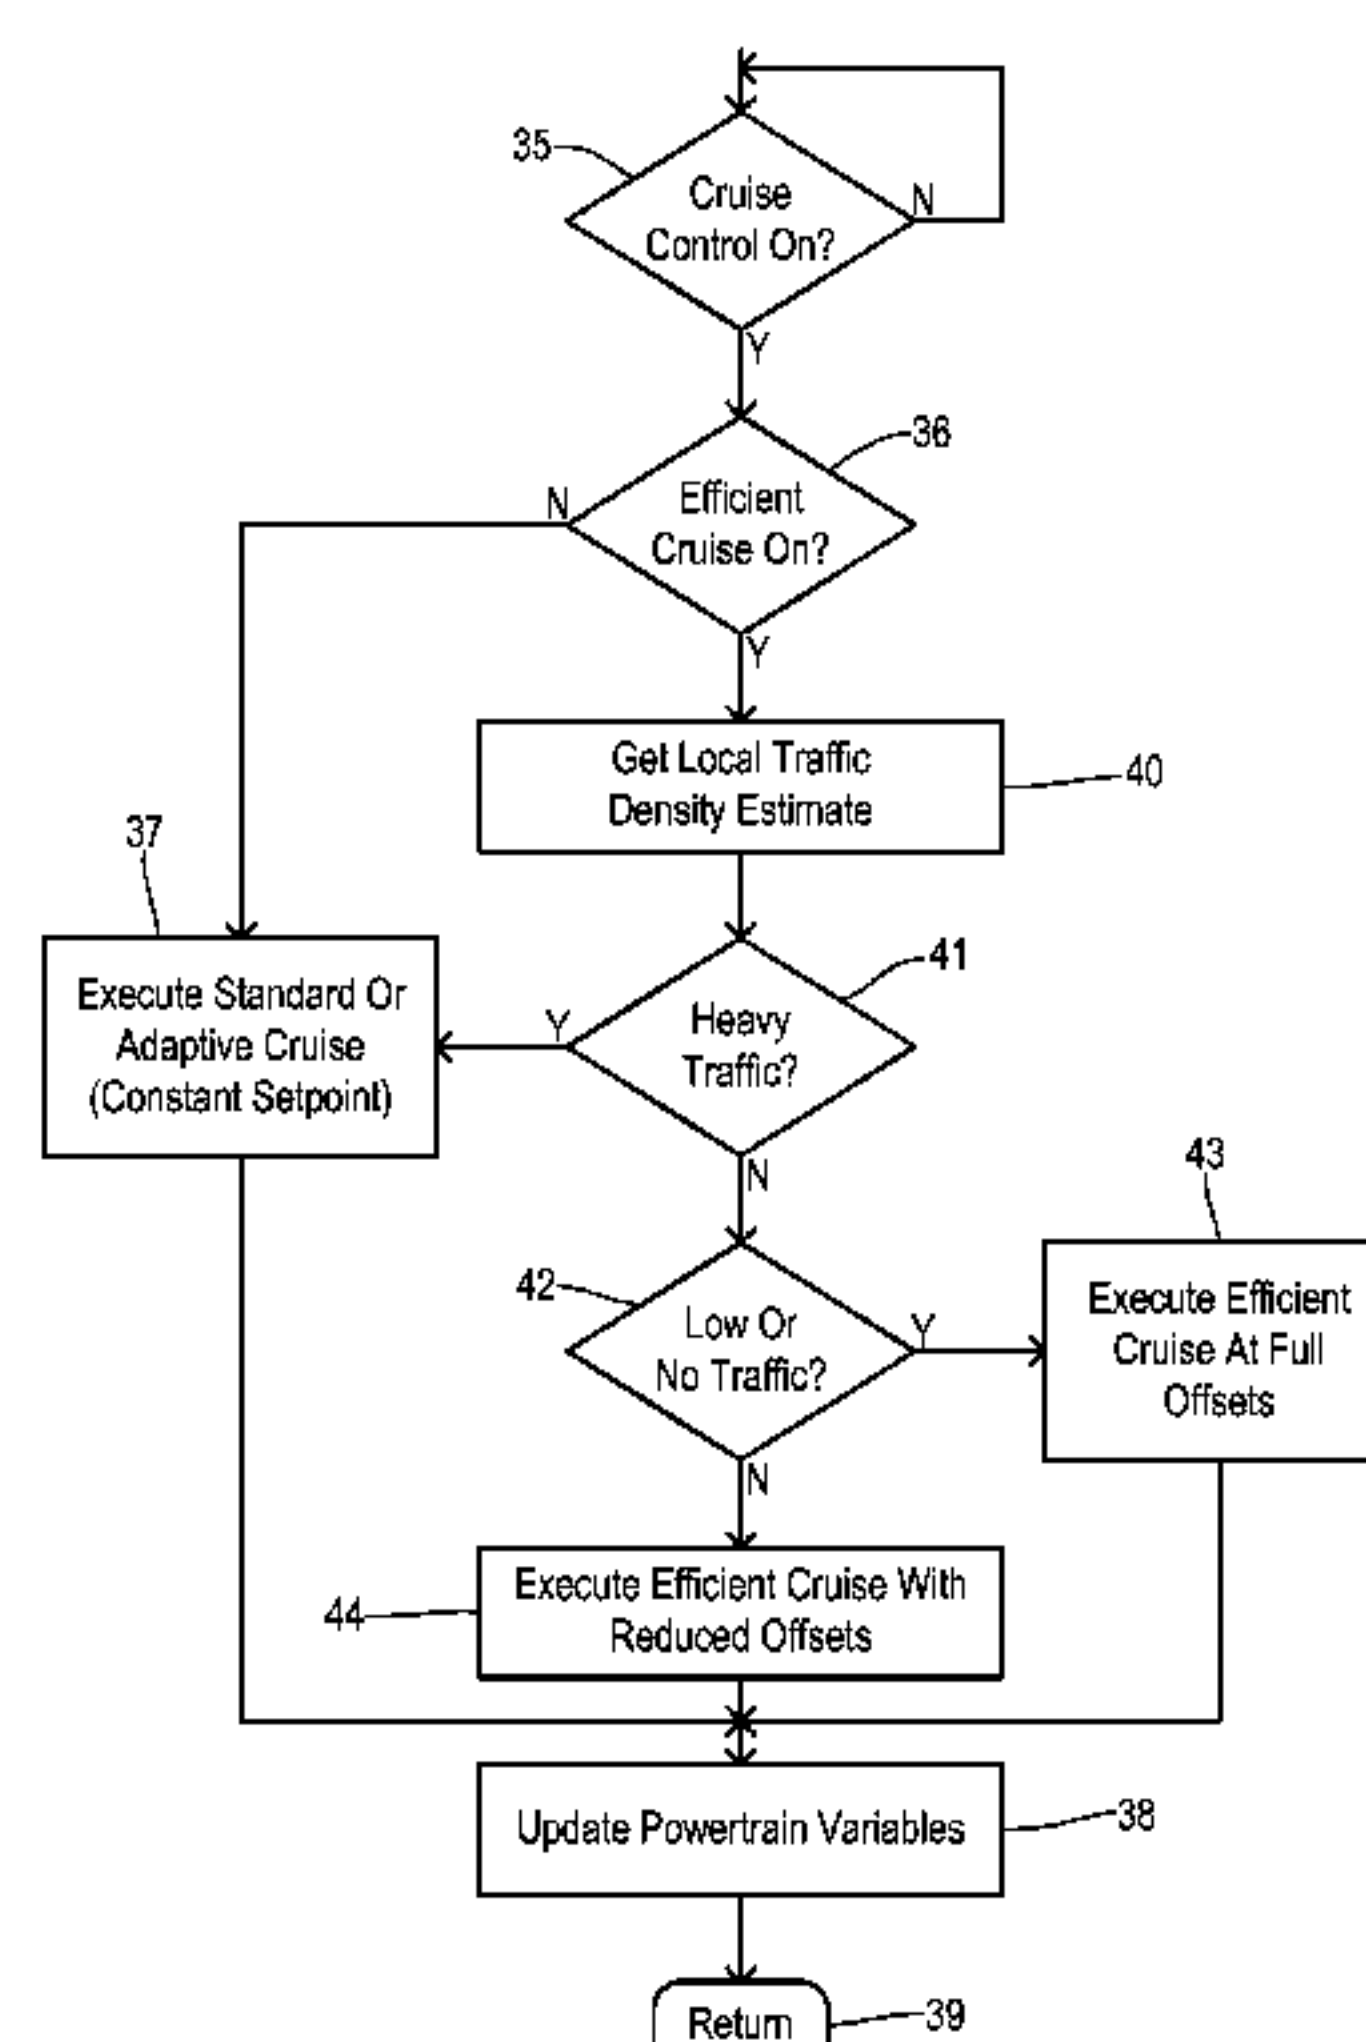 35
Cruise
Control On?
N
Y
36
Efficient
Cruise On?
N
Y
Get Local Traffic
Density Estimate
40
37
Execute Standard Or
Adaptive Cruise
(Constant Setpoint)
41
Heavy
Traffic?
Y
N
42
Low Or
No Traffic?
Y
N
43
Execute Efficient
Cruise At Full
Offsets
44
Execute Efficient Cruise With
Reduced Offsets
Update Powertrain Variables
38
Return
39